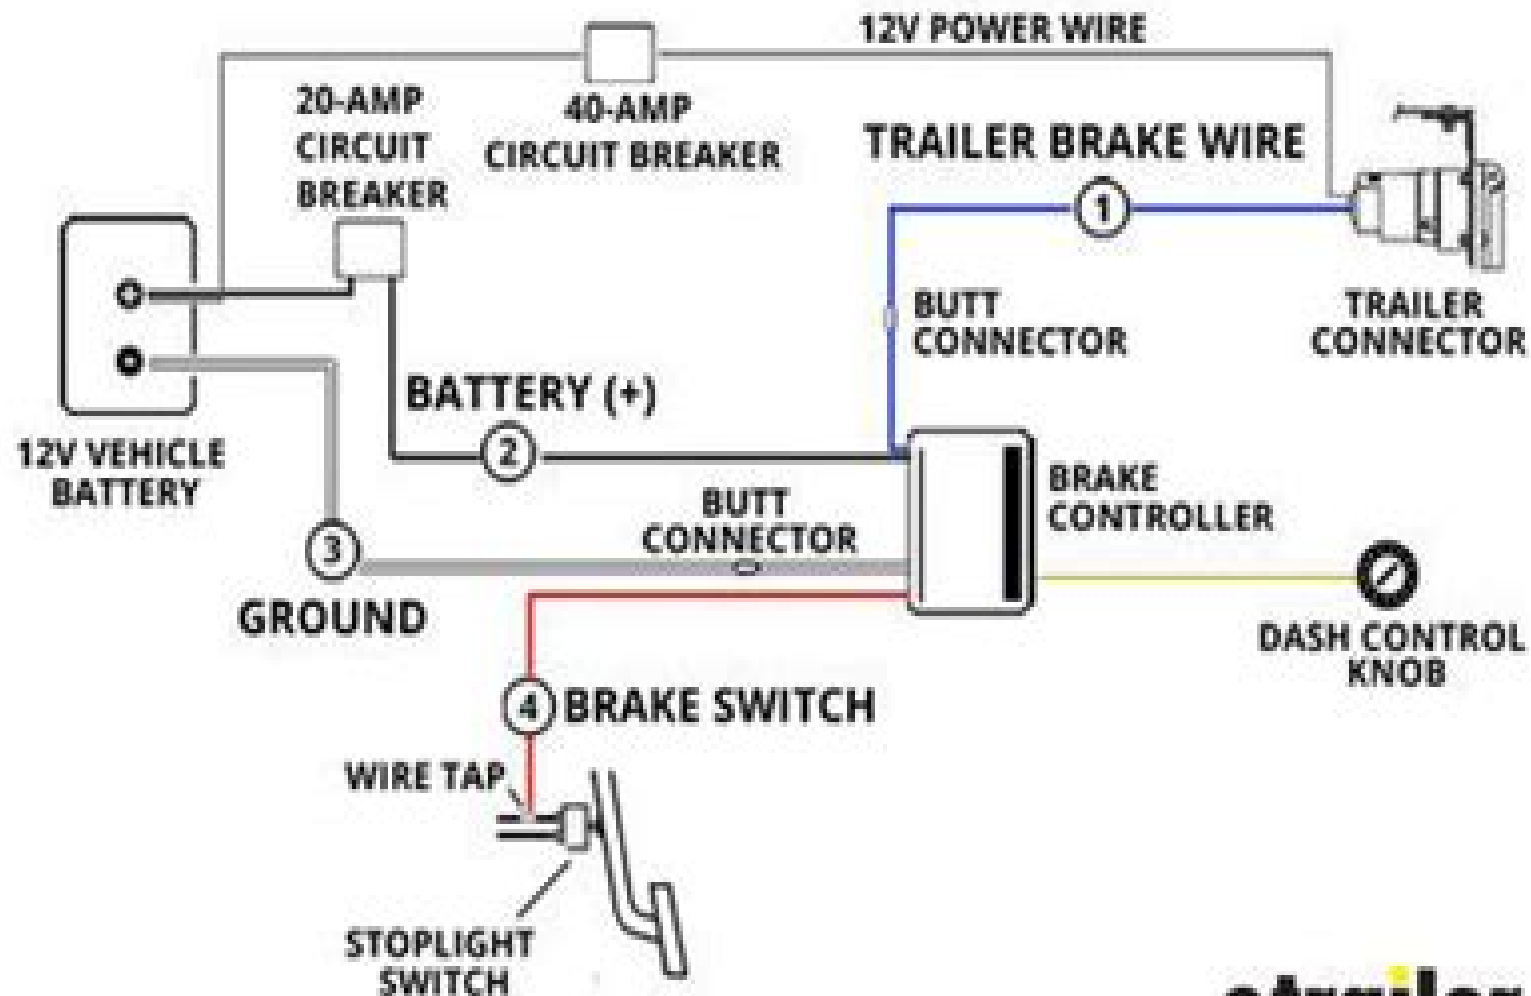 12V POWER WIRE
20-AMP
CIRCUIT
BREAKER
40-AMP
CIRCUIT BREAKER
TRAILER BRAKE WIRE
1
BUTT
CONNECTOR
TRAILER
CONNECTOR
BATTERY (+)
2
12V VEHICLE
BATTERY
BUTT
CONNECTOR
BRAKE
CONTROLLER
3
GROUND
DASH CONTROL
KNOB
4 BRAKE SWITCH
WIRE TAP
STOPLIGHT
SWITCH